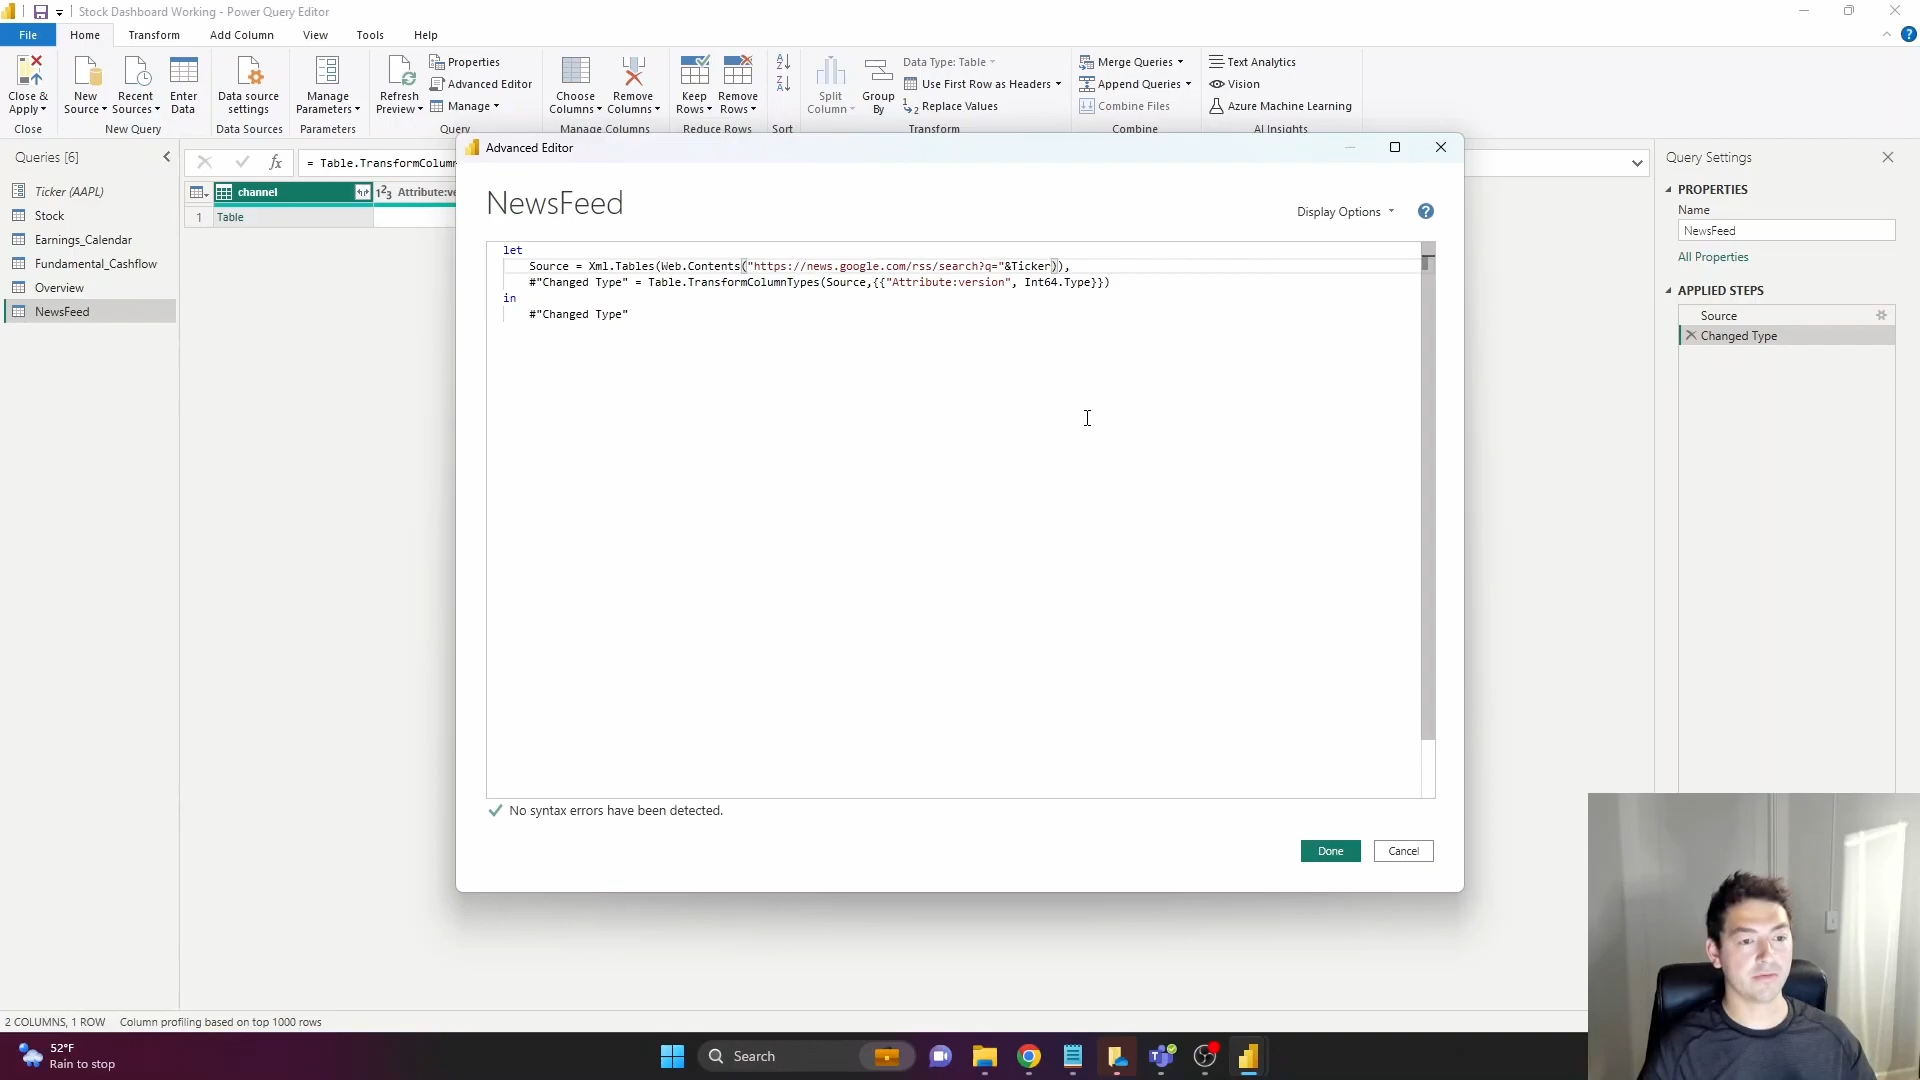 Stock Dashboard Working - Power Query Editor
File
Home
Transform
Add Column
View
Tools
Help
?
Close & Apply
New Source
Recent Sources
Enter Data
Data source settings
Manage Parameters
Refresh Preview
Properties
Advanced Editor
Manage
Choose Columns
Remove Columns
Keep Rows
Remove Rows
Split Column
Group By
Data Type: Table
Use First Row as Headers
Replace Values
Merge Queries
Append Queries
Combine Files
Text Analytics
Vision
Azure Machine Learning
Close
New Query
Data Sources
Parameters
Query
Manage Columns
Reduce Rows
Sort
Transform
Combine
AI Insights
Queries [6]
Ticker (AAPL)
Stock
Earnings_Calendar
Fundamental_Cashflow
Overview
NewsFeed
fx
= Table.TransformColumn
channel
Attribute:ve
1
Table
Advanced Editor
NewsFeed
Display Options
?
let
Source = Xml.Tables(Web.Contents("https://news.google.com/rss/search?q="&Ticker)),
#"Changed Type" = Table.TransformColumnTypes(Source,{{"Attribute:version", Int64.Type}})
in
#"Changed Type"
No syntax errors have been detected.
Done
Cancel
Query Settings
PROPERTIES
Name
NewsFeed
All Properties
APPLIED STEPS
Source
Changed Type
2 COLUMNS, 1 ROW
Column profiling based on top 1000 rows
52°F
Rain to stop
Search